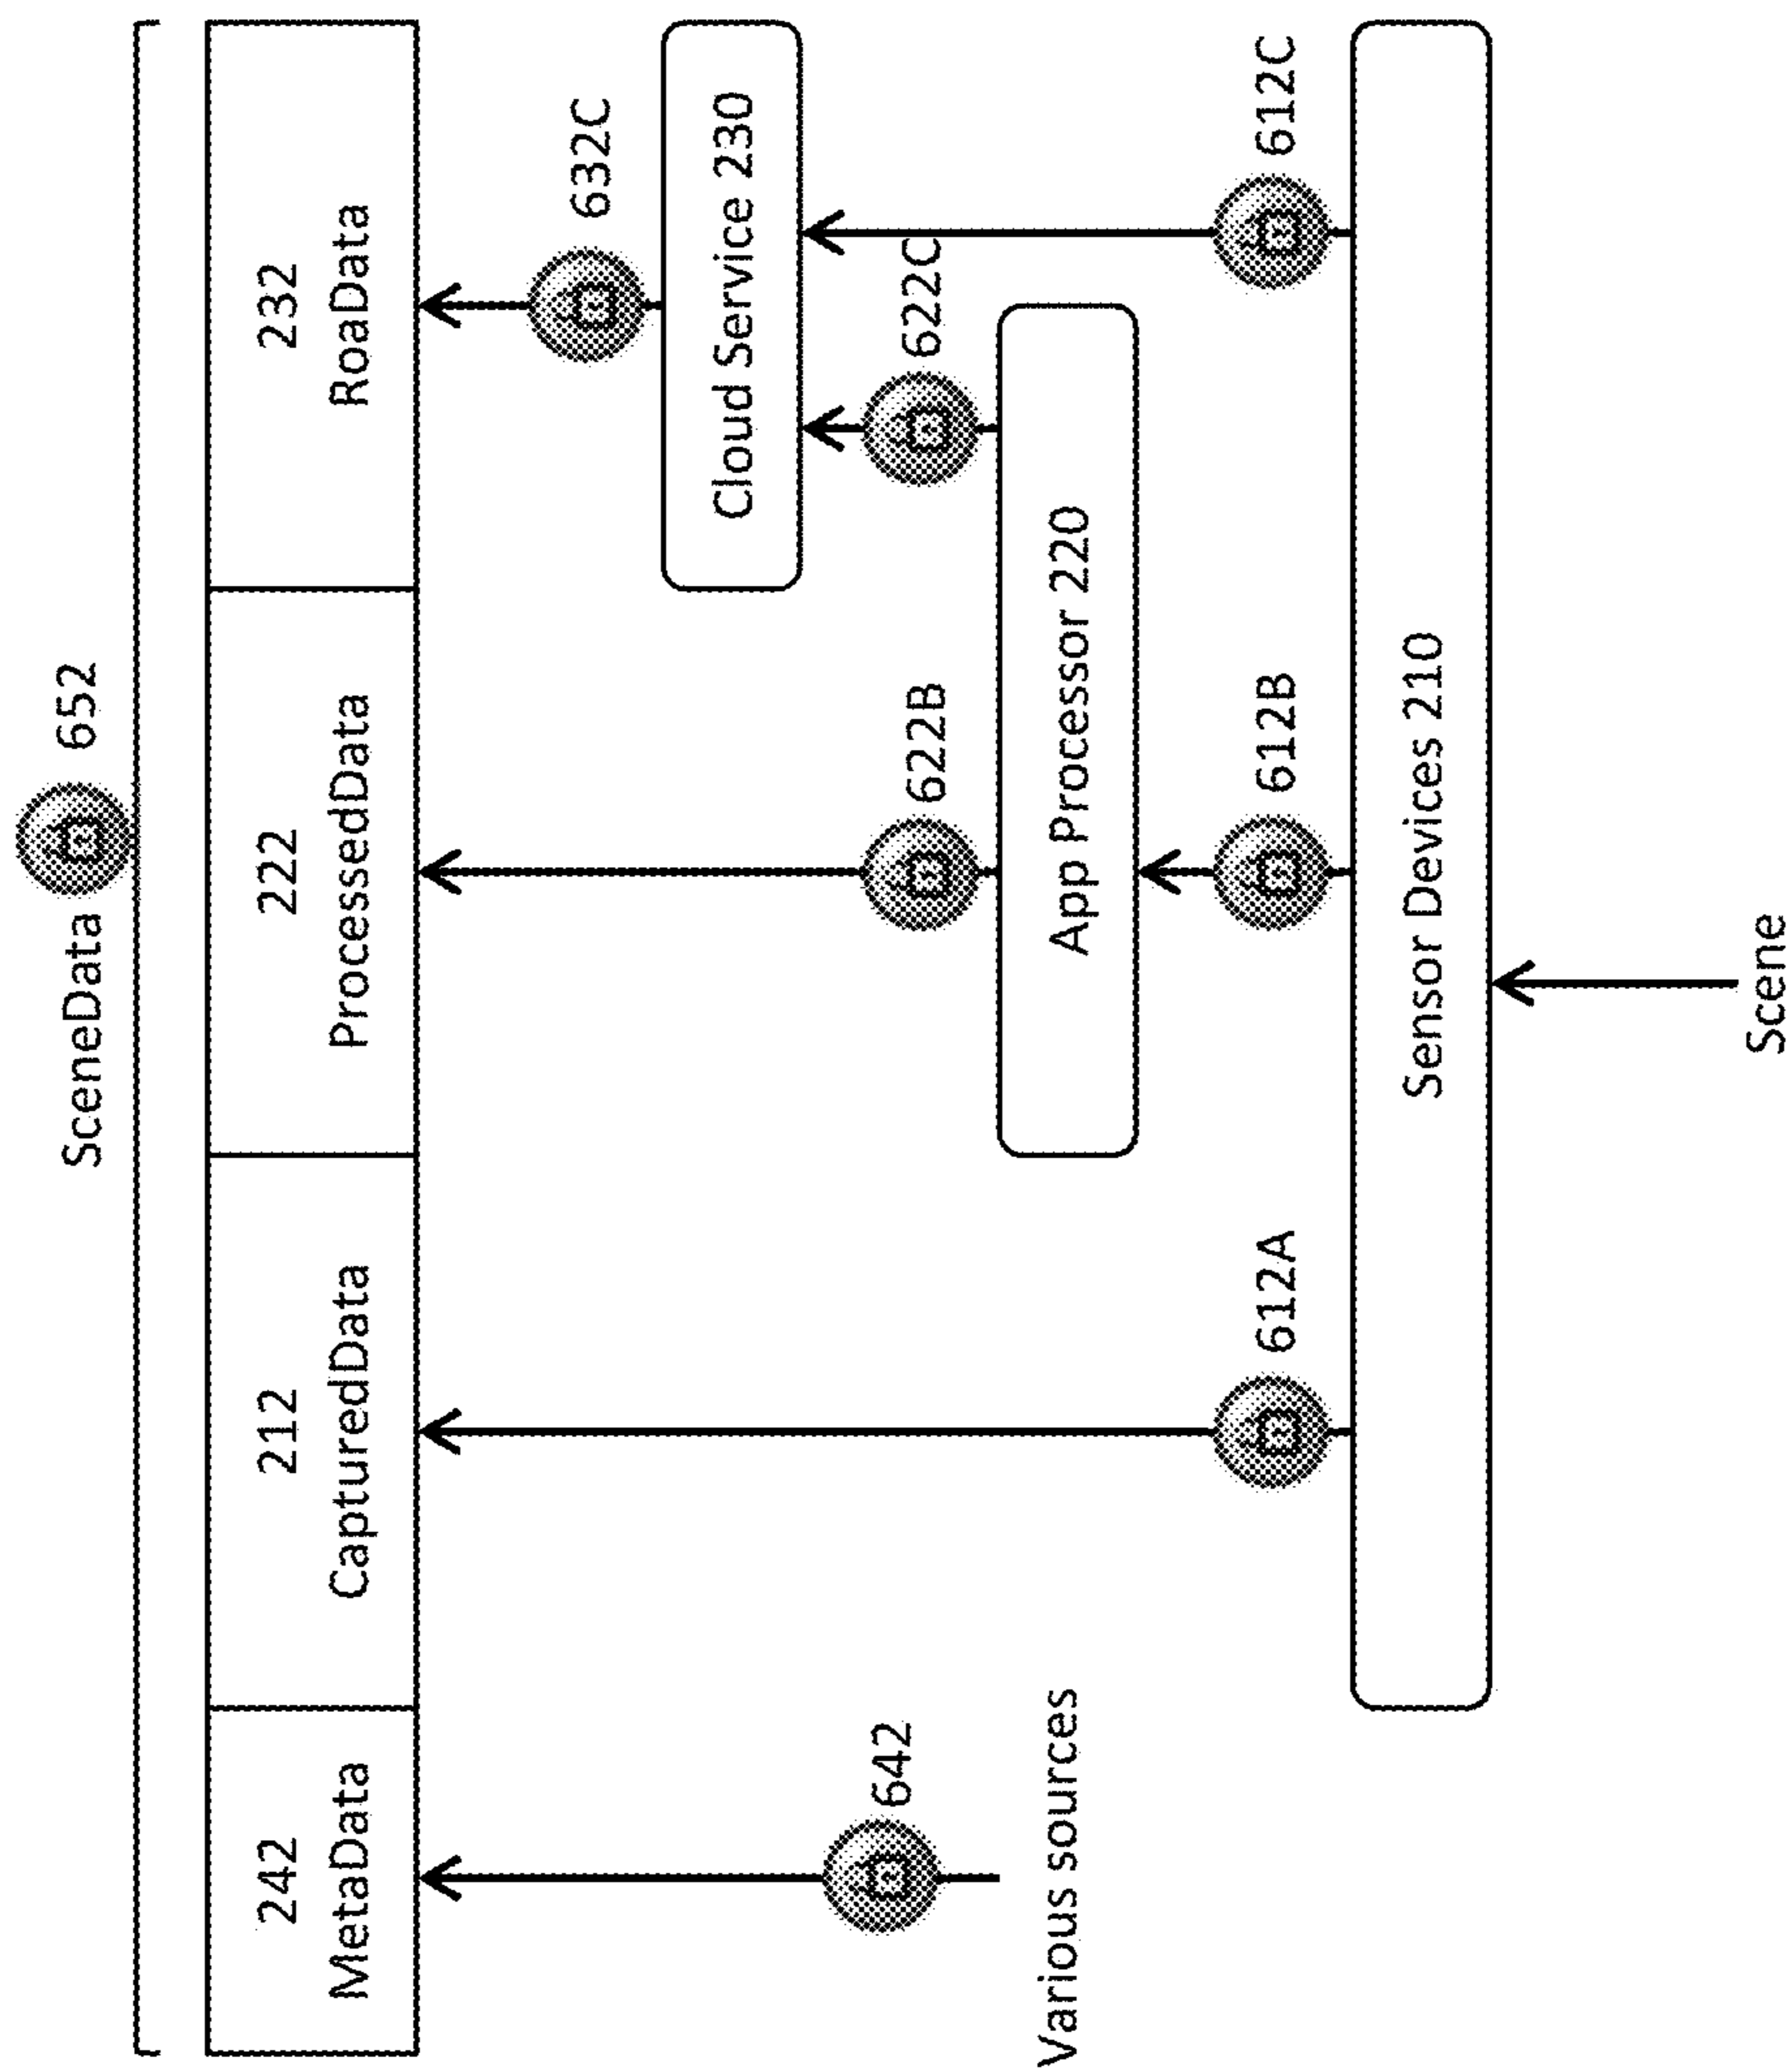 SceneData 652
242
MetaData
212
CapturedData
222
ProcessedData
232
RoaData
632C
Cloud Service 230
642
622B
622C
Various sources
App Processor 220
612A
612B
612C
Sensor Devices 210
Scene